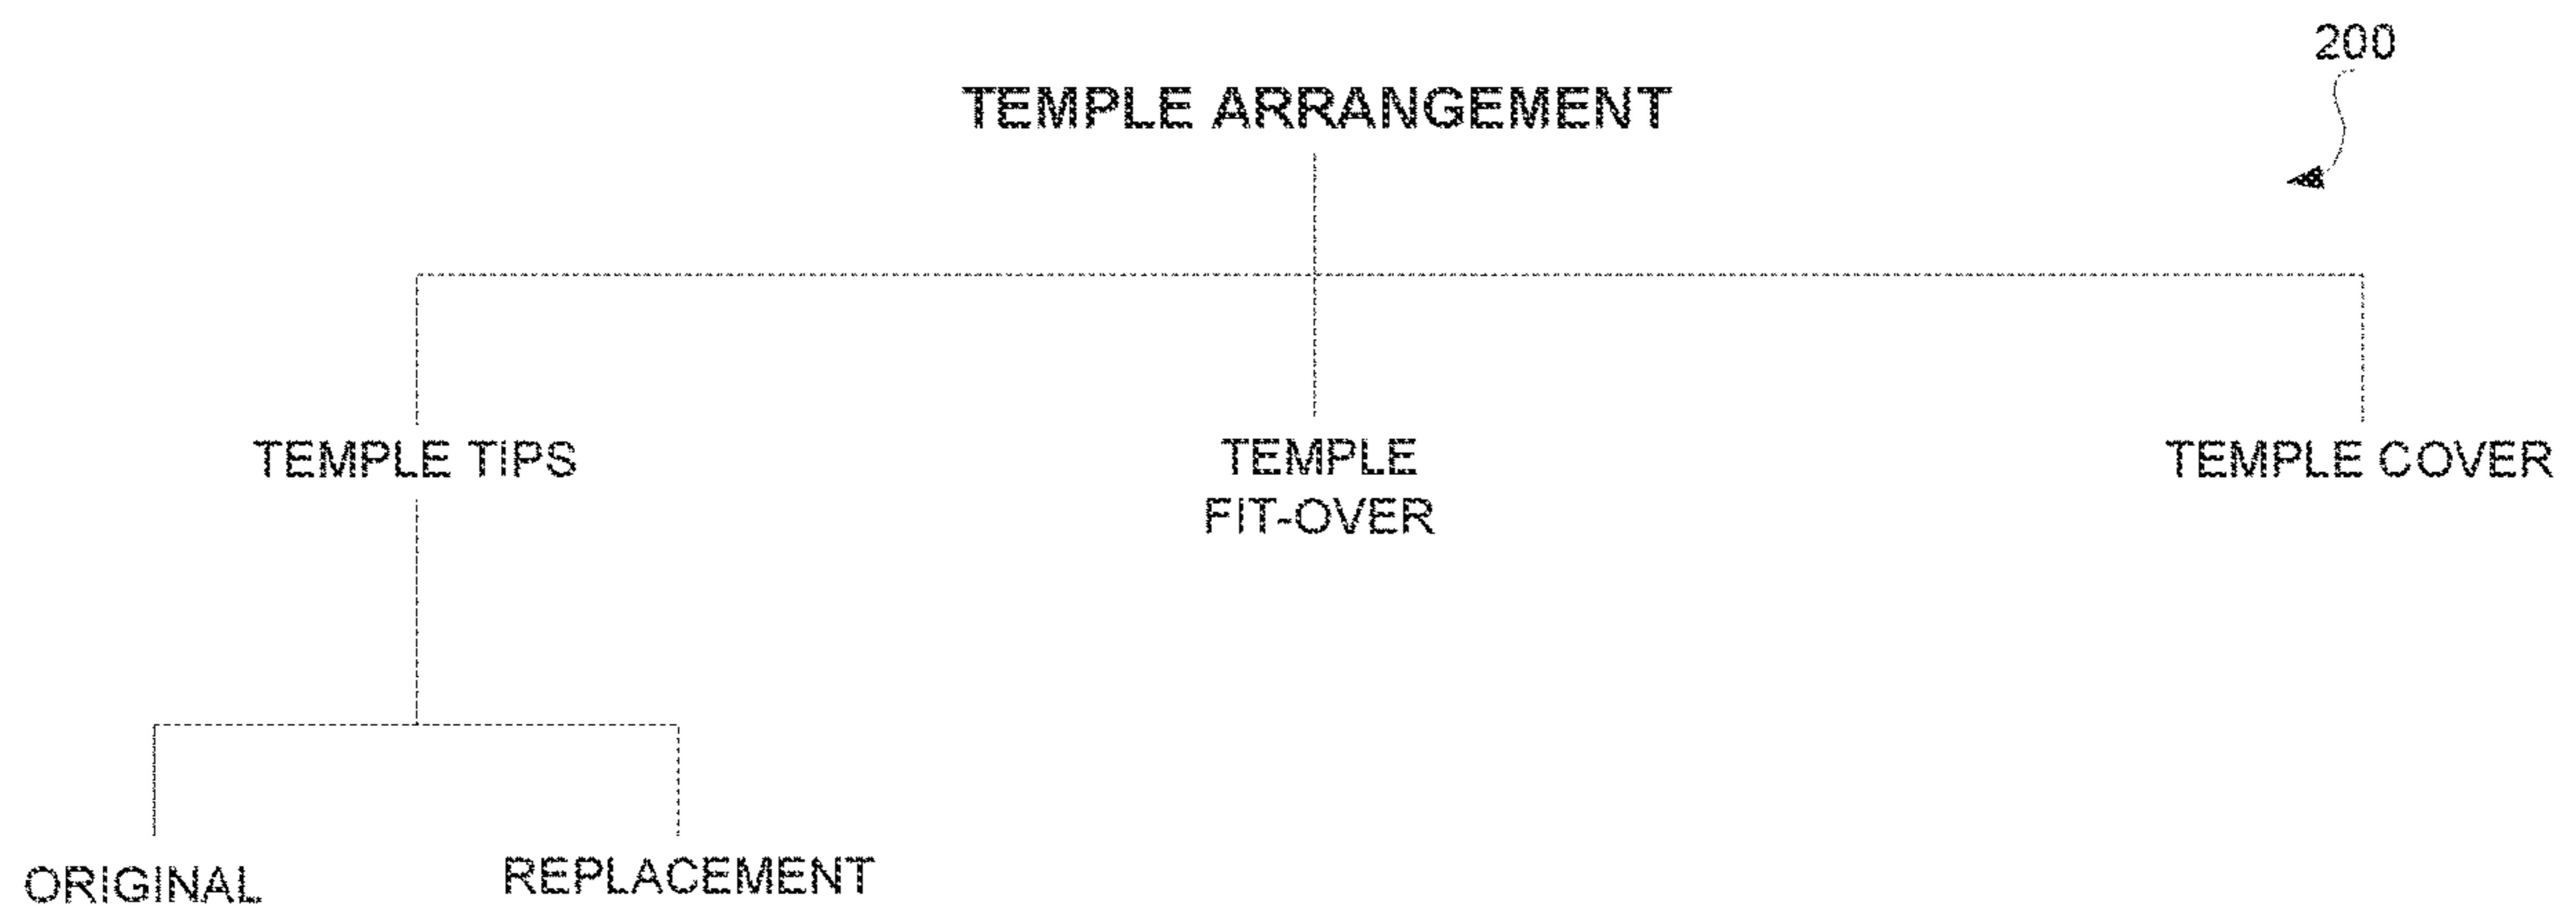 200
TEMPLE ARRANGEMENT
TEMPLE TIPS
TEMPLE
FIT-OVER
TEMPLE COVER
ORIGINAL
REPLACEMENT